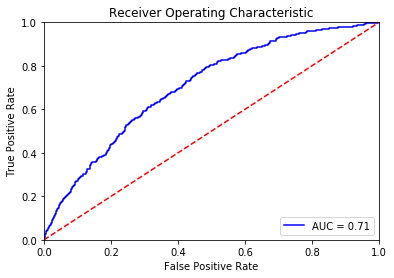 Receiver Operating Characteristic
1.0
0.8
0.6
0.4
0.2
0.0
True Positive Rate
AUC = 0.71
0.0 0.2 0.4 0.6 0.8 1.0
False Positive Rate